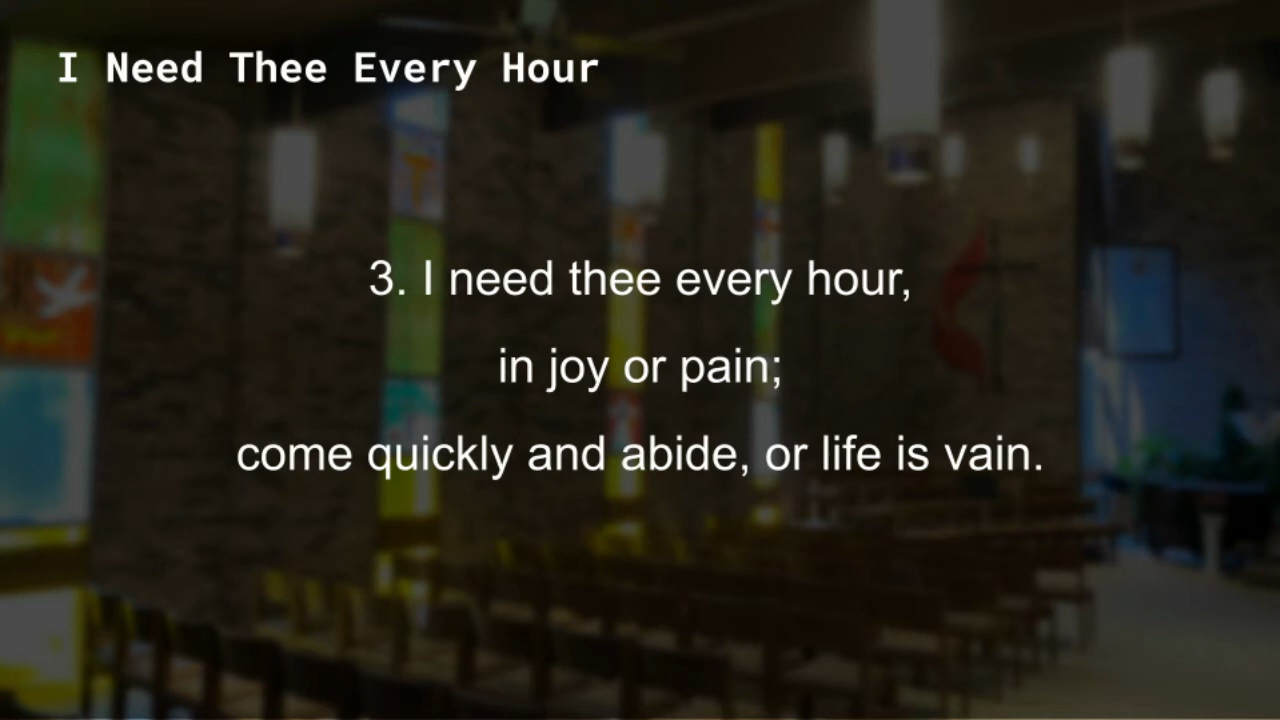 I Need Thee Every Hour
3. I need thee every hour,
in joy or pain;
come quickly and abide, or life is vain.